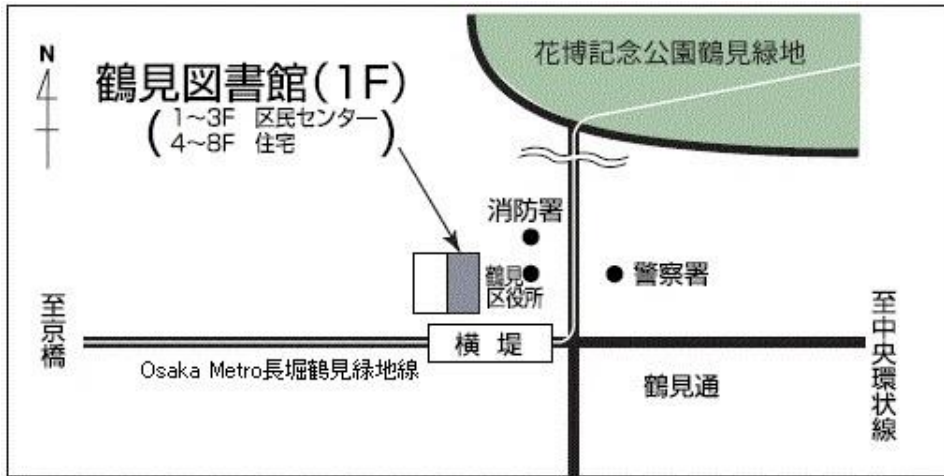 N
花博記念公園鶴見緑地
鶴見図書館(1F)
(1〜3F 区民センター
4〜8F 住宅)
消防署
鶴見
区役所
警察署
至京橋
横堤
至中央環状線
Osaka Metro長堀鶴見緑地線
鶴見通